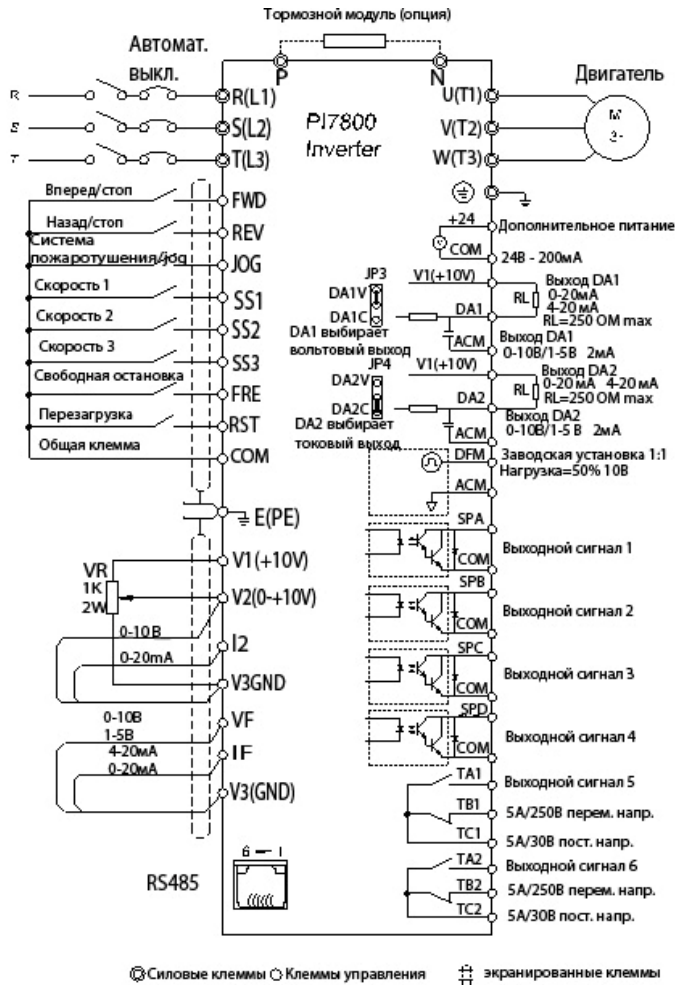 Тормозной модуль (опция)
Автомат.
выкл.
P
N
Двигатель
R
S
T
R(L1)
S(L2)
T(L3)
PI7800
Inverter
U(T1)
V(T2)
W(T3)
M
3~
Вперед/стоп
FWD
Назад/стоп
REV
Система
пожаротушения/jog
JOG
Скорость 1
SS1
Скорость 2
SS2
Скорость 3
SS3
Свободная остановка
FRE
Перезагрузка
RST
Общая клемма
COM
E(PE)
VR
1K
2W
V1(+10V)
V2(0-+10V)
0-10В
I2
0-20mA
V3GND
0-10В
1-5В
4-20мА
0-20мА
VF
IF
V3(GND)
RS485
6 – 1
+24
Дополнительное питание
COM
24В - 200мА
JP3
DA1V
DA1C
DA1 выбирает
вольтовый выход
V1(+10V)
DA1
ACM
RL
Выход DA1
0-20мА
4-20 мА
RL=250 OM max
Выход DA1
0-10В/1-5В 2мА
JP4
DA2V
DA2C
DA2 выбирает
токовый выход
V1(+10V)
DA2
ACM
RL
Выход DA2
0-20 мА 4-20 мА
RL=250 OM max
Выход DA2
0-10В/1-5 В 2мА
DFM
Заводская установка 1:1
Нагрузка=50% 10В
ACM
SPA
COM
Выходной сигнал 1
SPB
COM
Выходной сигнал 2
SPC
COM
Выходной сигнал 3
SPD
COM
Выходной сигнал 4
TA1
Выходной сигнал 5
TB1
5А/250В перем. напр.
TC1
5А/30В пост. напр.
TA2
Выходной сигнал 6
TB2
5А/250В перем. напр.
TC2
5А/30В пост. напр.
Силовые клеммы
Клеммы управления
экранированные клеммы